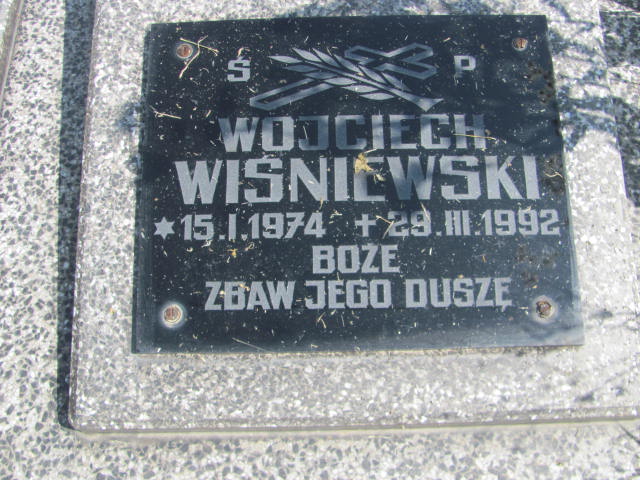 Ś P
WOJCIECH
WIŚNIEWSKI
✶15.I.1974 +29.III.1992
BOŻE
ZBAW JEGO DUSZĘ